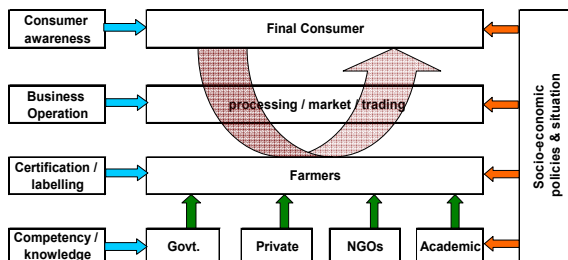 Consumer
awareness
Final Consumer
Business
Operation
processing / market / trading
Certification /
labelling
Farmers
Competency /
knowledge
Govt.
Private
NGOs
Academic
Socio-economic
policies & situation